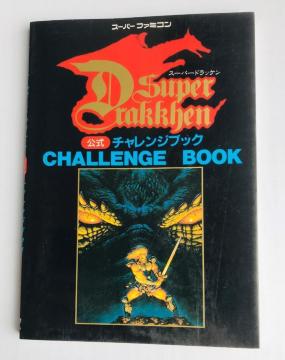 スーパーファミコン
Super
スーパードラッケン
Drakkhen
公式 チャレンジブック
CHALLENGE BOOK